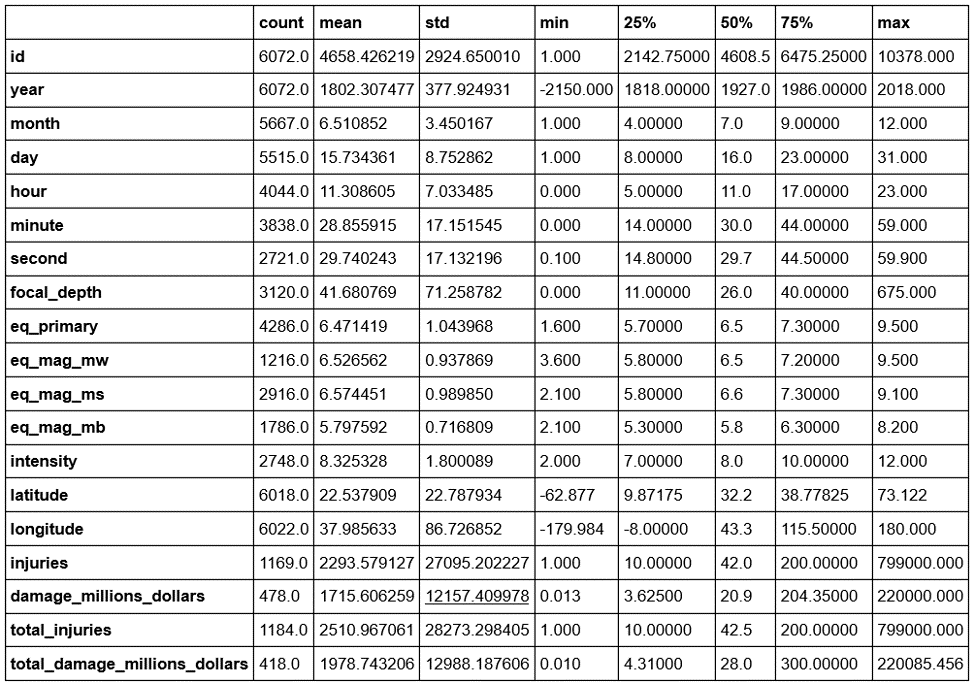 count mean std min 25% 50% 75% max
id 6072.0 4658.426219 2924.650010 1.000 2142.75000 4608.5 6475.25000 10378.000
year 6072.0 1802.307477 377.924931 -2150.000 1818.00000 1927.0 1986.00000 2018.000
month 5667.0 6.510852 3.450167 1.000 4.00000 7.0 9.00000 12.000
day 5515.0 15.734361 8.752862 1.000 8.00000 16.0 23.00000 31.000
hour 4044.0 11.308605 7.033485 0.000 5.00000 11.0 17.00000 23.000
minute 3838.0 28.855915 17.151545 0.000 14.00000 30.0 44.00000 59.000
second 2721.0 29.740243 17.132196 0.100 14.80000 29.7 44.50000 59.900
focal_depth 3120.0 41.680769 71.258782 0.000 11.00000 26.0 40.00000 675.000
eq_primary 4286.0 6.471419 1.043968 1.600 5.70000 6.5 7.30000 9.500
eq_mag_mw 1216.0 6.526562 0.937869 3.600 5.80000 6.5 7.20000 9.500
eq_mag_ms 2916.0 6.574451 0.989850 2.100 5.80000 6.6 7.30000 9.100
eq_mag_mb 1786.0 5.797592 0.716809 2.100 5.30000 5.8 6.30000 8.200
intensity 2748.0 8.325328 1.800089 2.000 7.00000 8.0 10.00000 12.000
latitude 6018.0 22.537909 22.787934 -62.877 9.87175 32.2 38.77825 73.122
longitude 6022.0 37.985633 86.726852 -179.984 -8.00000 43.3 115.50000 180.000
injuries 1169.0 2293.579127 27095.202227 1.000 10.00000 42.0 200.00000 799000.000
damage_millions_dollars 478.0 1715.606259 12157.409978 0.013 3.62500 20.9 204.35000 220000.000
total_injuries 1184.0 2510.967061 28273.298405 1.000 10.00000 42.5 200.00000 799000.000
total_damage_millions_dollars 418.0 1978.743206 12988.187606 0.010 4.31000 28.0 300.00000 220085.456